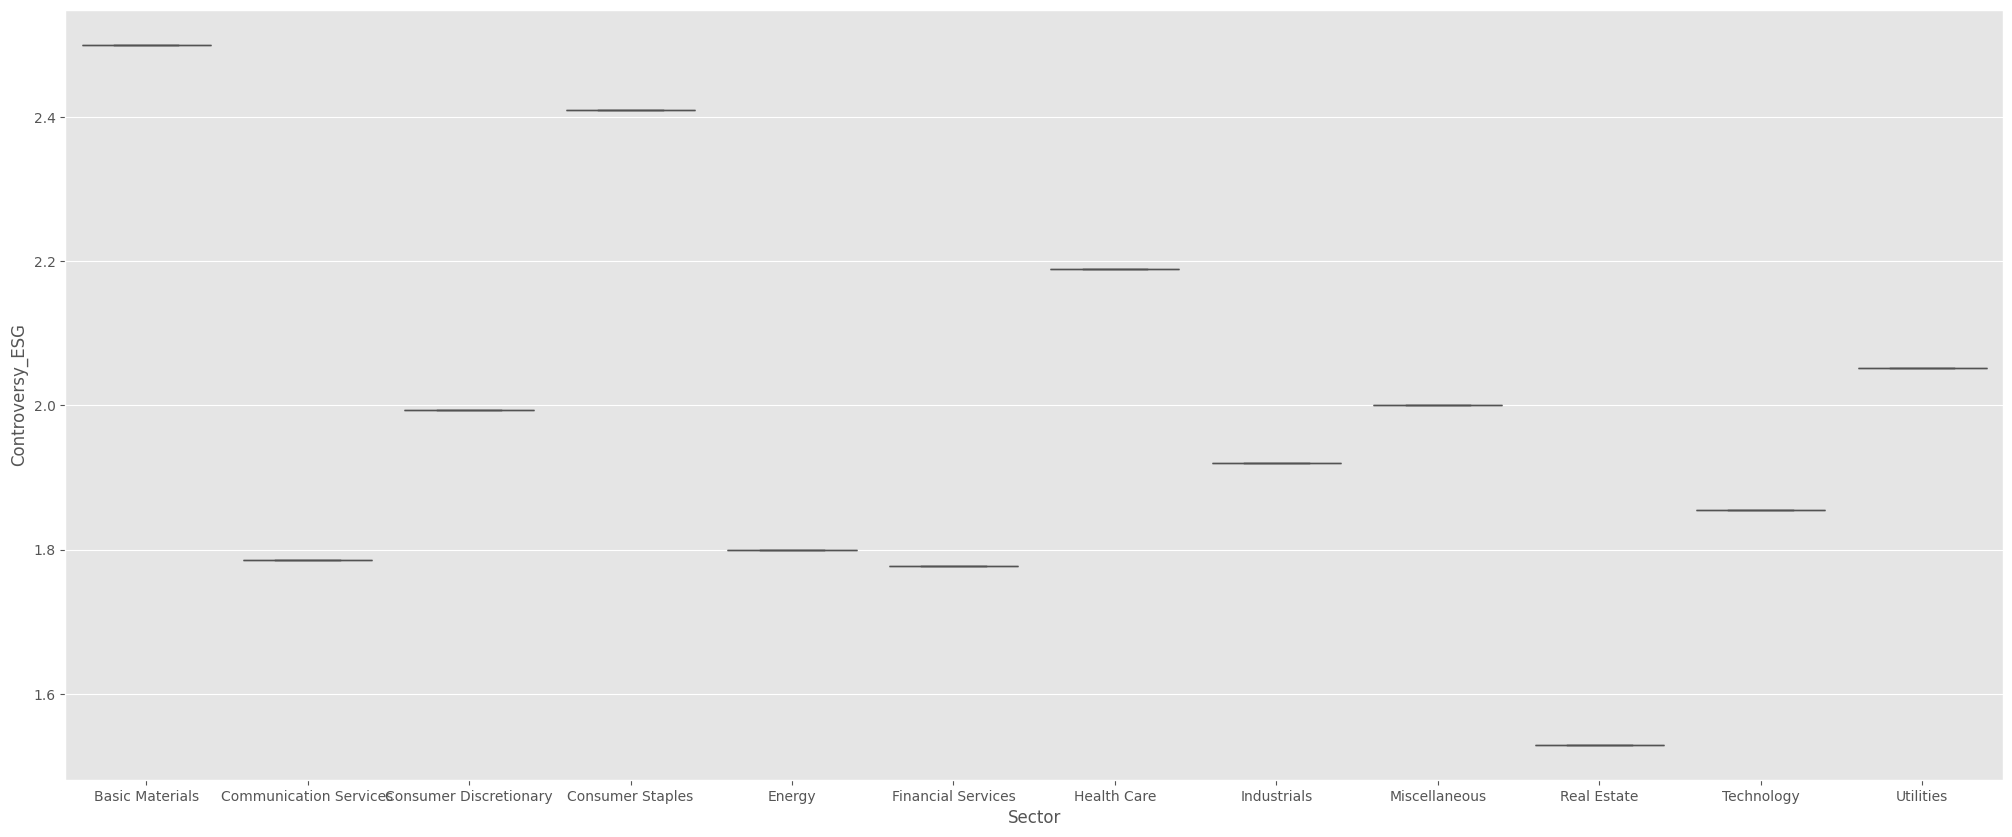 2.4
2.2
2.0
1.8
1.6
Controversy_ESG
Basic Materials
Communication Services
Consumer Discretionary
Consumer Staples
Energy
Financial Services
Health Care
Industrials
Miscellaneous
Real Estate
Technology
Utilities
Sector